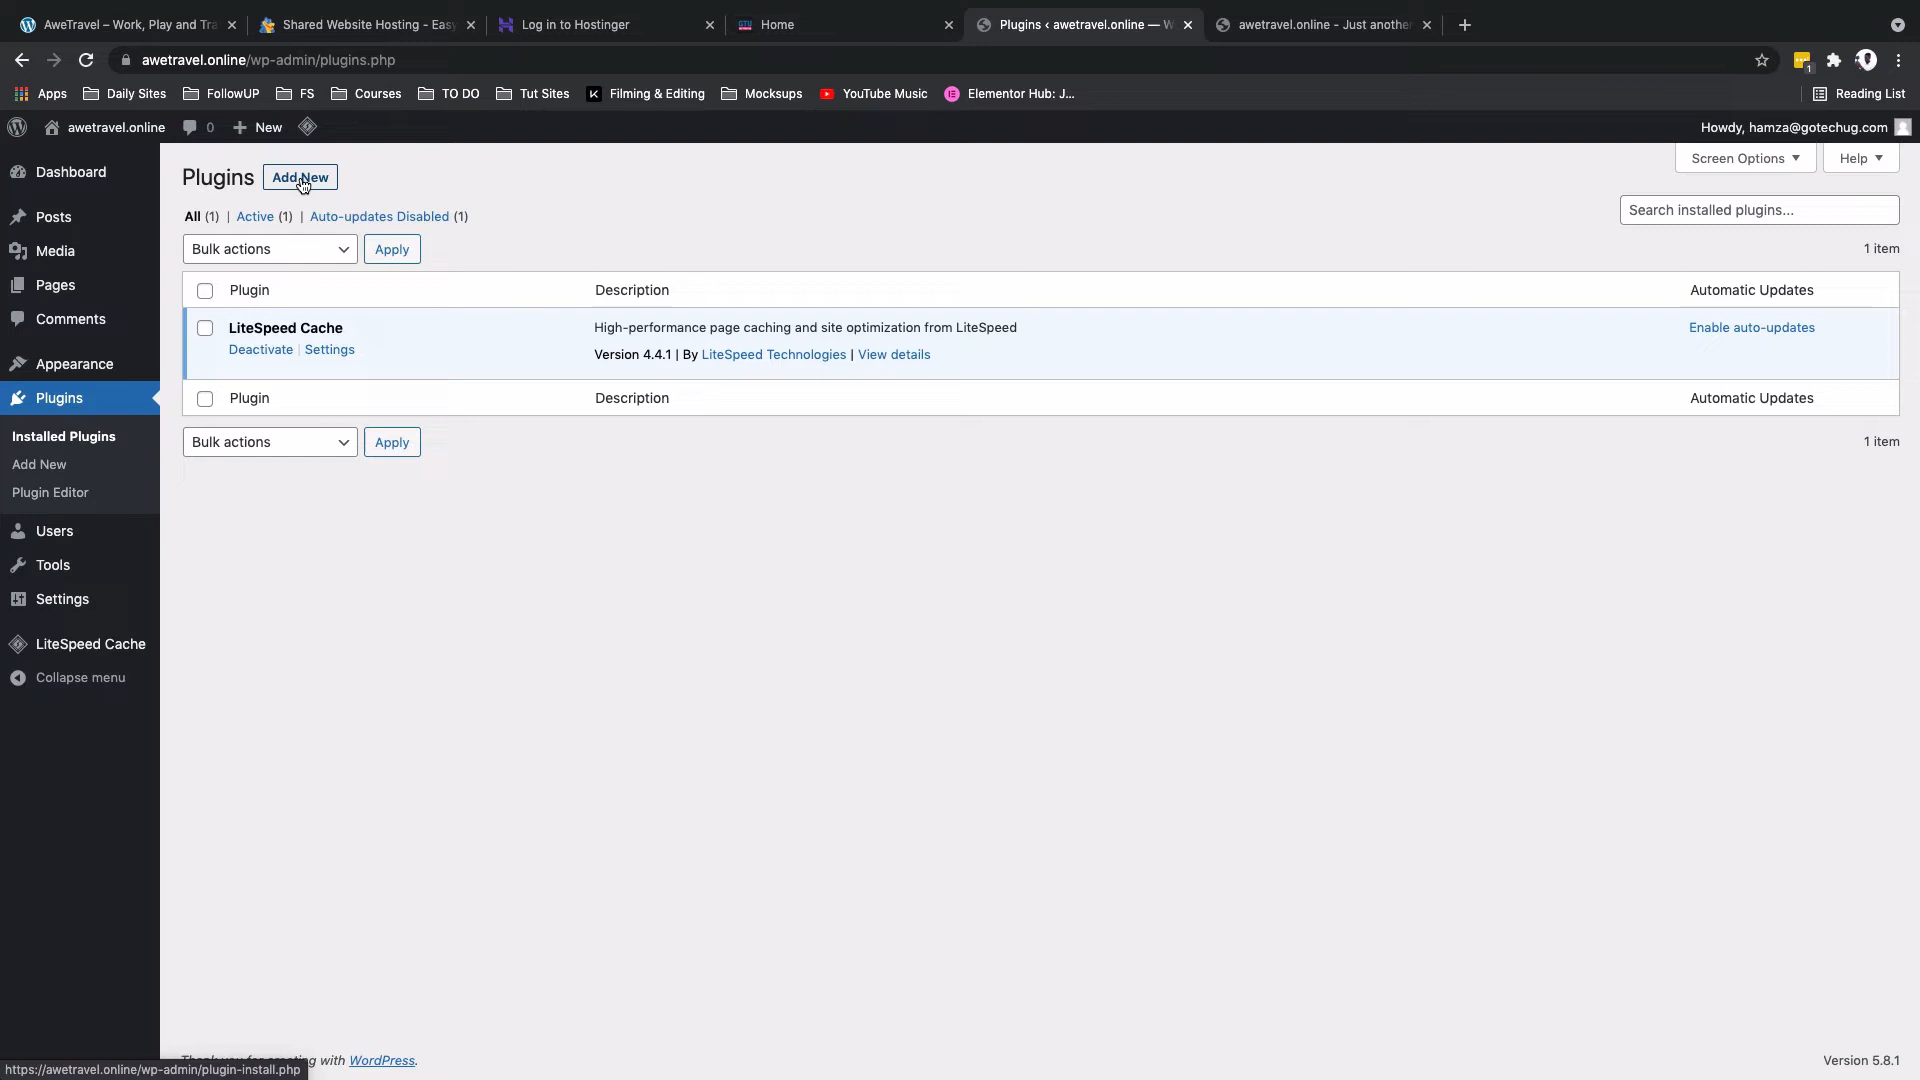 AweTravel – Work, Play and Tra
Shared Website Hosting - Easy
Log in to Hostinger
GTU
Home
Plugins ‹ awetravel.online — W
awetravel.online - Just another
awetravel.online/wp-admin/plugins.php
1
Apps
Daily Sites
FollowUP
FS
Courses
TO DO
Tut Sites
Filming & Editing
Mocksups
YouTube Music
Elementor Hub: J...
Reading List
awetravel.online
0
New
Howdy, hamza@gotechug.com
Dashboard
Posts
Media
Pages
Comments
Appearance
Plugins
Installed Plugins
Add New
Plugin Editor
Users
Tools
Settings
LiteSpeed Cache
Collapse menu
Screen Options
Help
Plugins
Add New
All (1) | Active (1) | Auto-updates Disabled (1)
Search installed plugins...
Bulk actions
Apply
1 item
Plugin
Description
Automatic Updates
LiteSpeed Cache
Deactivate | Settings
High-performance page caching and site optimization from LiteSpeed
Version 4.4.1 | By LiteSpeed Technologies | View details
Enable auto-updates
Plugin
Description
Automatic Updates
Bulk actions
Apply
1 item
Thank you for creating with WordPress.
Version 5.8.1
https://awetravel.online/wp-admin/plugin-install.php